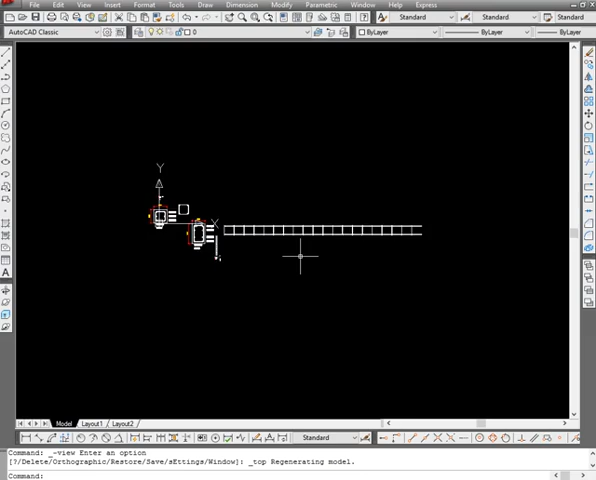 File Edit View Insert Format Tools Draw Dimension Modify Parametric Window Help Express
Standard Standard Standard
AutoCAD Classic 0 ByLayer ByLayer ByLayer
Y
X
Model Layout1 Layout2
Standard
Command: _-view Enter an option
[?/Delete/Orthographic/Restore/Save/sEttings/Window]: _top Regenerating model.
Command: